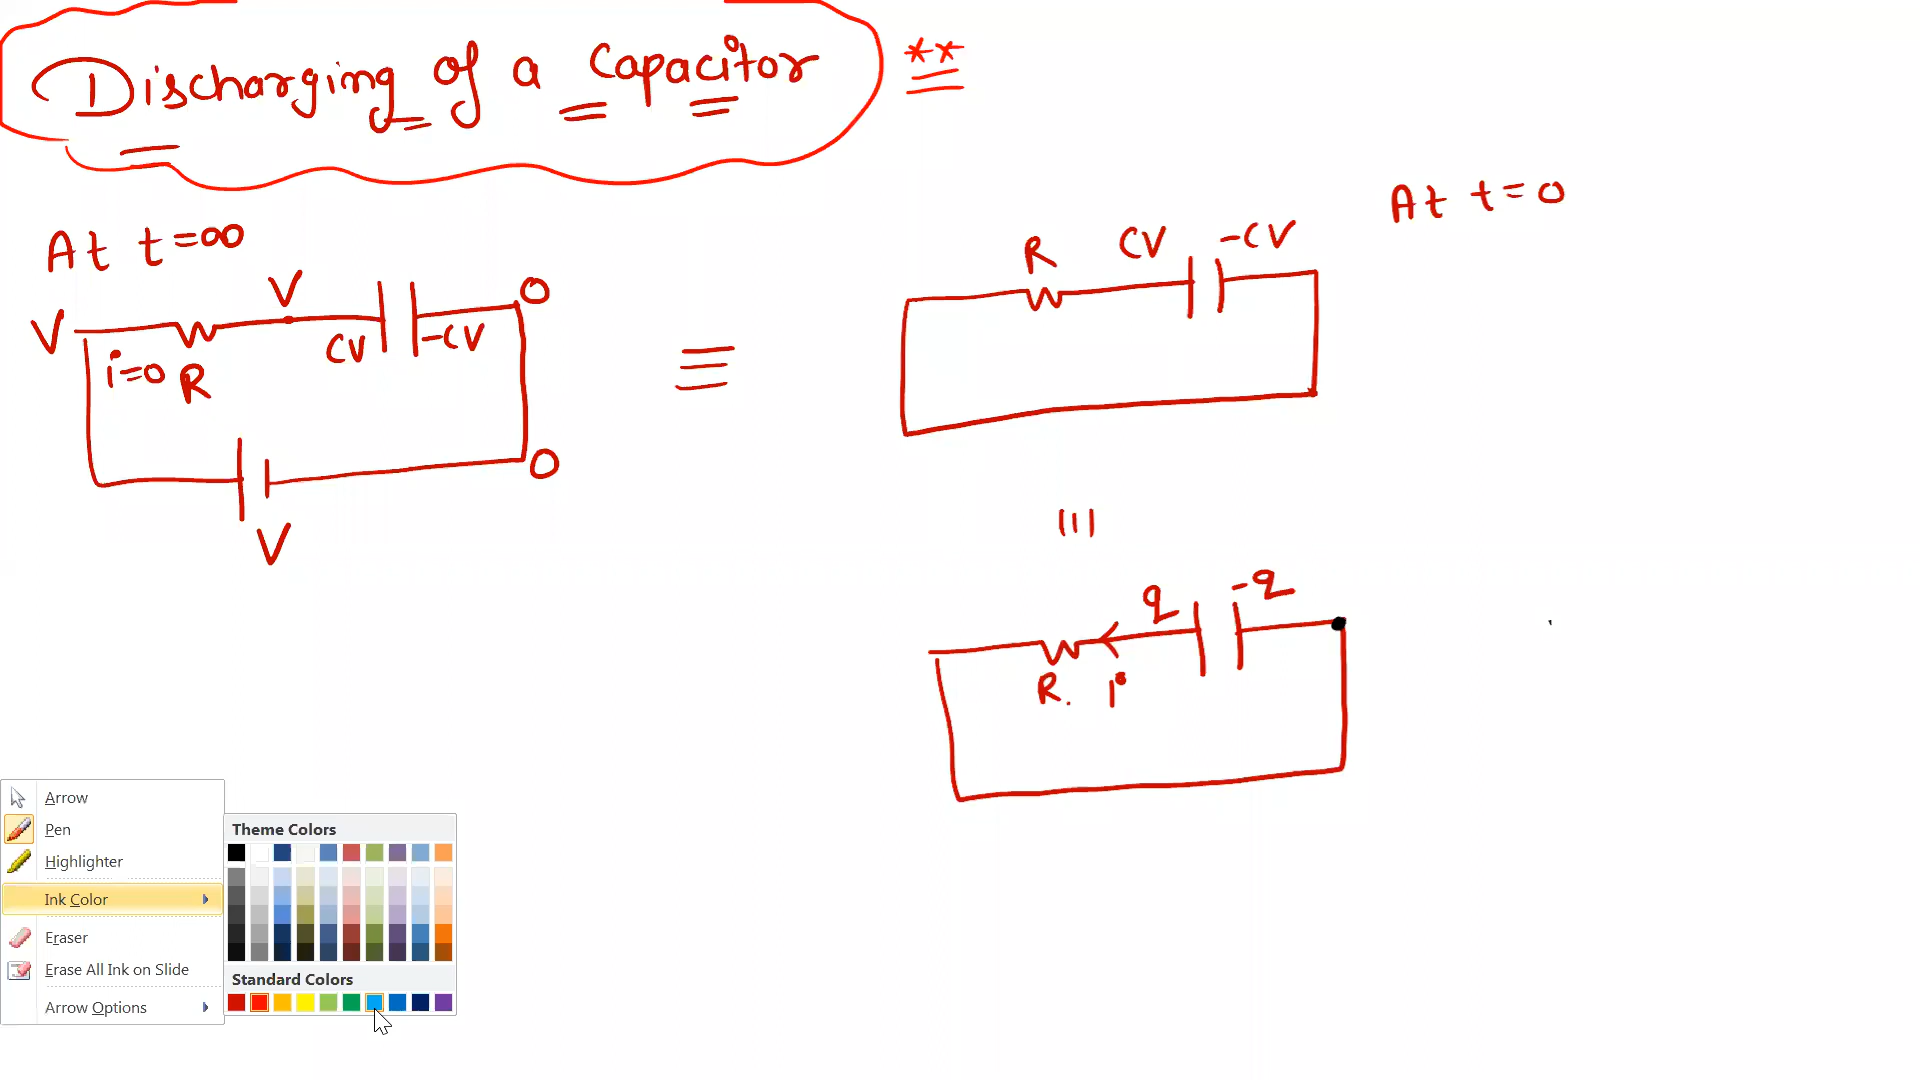 Discharging of a Capacitor **
At t=∞
V
V
O
i=0
R
CV
-CV
O
V
≡
At t=0
R
CV
-CV
q
-q
R.
i
Arrow
Pen
Highlighter
Ink Color
Eraser
Erase All Ink on Slide
Arrow Options
Theme Colors
Standard Colors